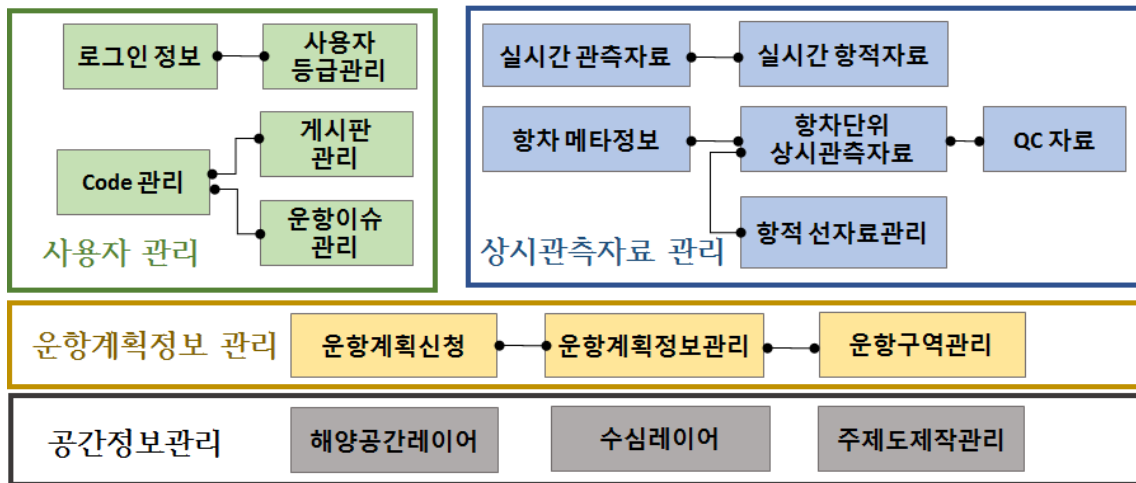 로그인 정보
사용자
등급관리
Code 관리
게시판
관리
운항이슈
관리
사용자 관리
실시간 관측자료
실시간 항적자료
항차 메타정보
항차단위
상시관측자료
QC 자료
항적 선자료관리
상시관측자료 관리
운항계획정보 관리
운항계획신청
운항계획정보관리
운항구역관리
공간정보관리
해양공간레이어
수심레이어
주제도제작관리